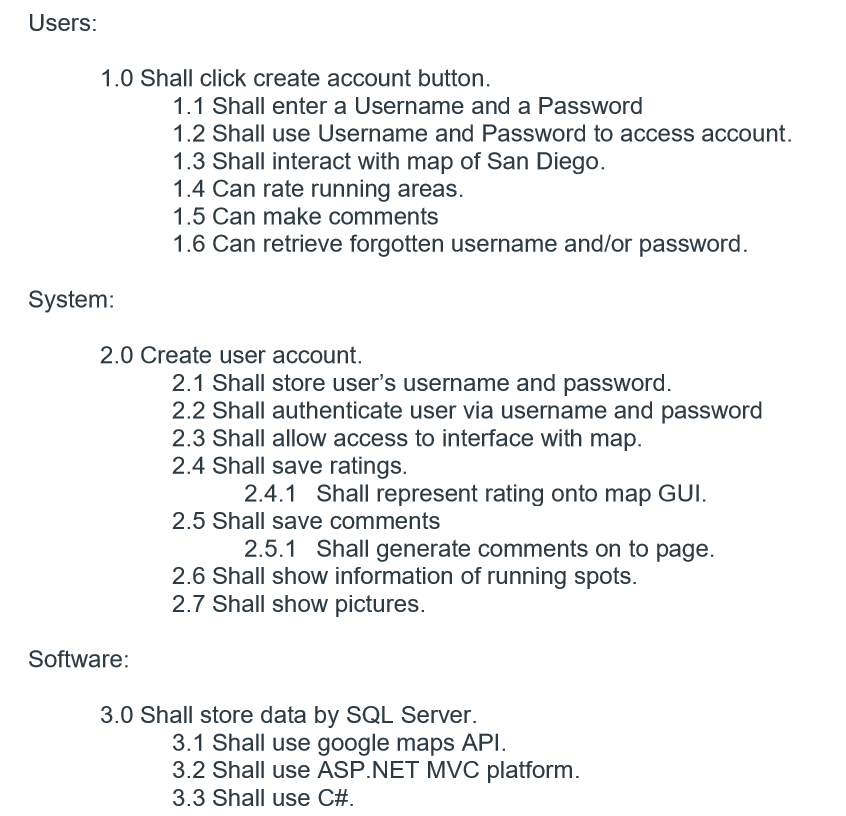 Users:
1.0 Shall click create account button.
1.1 Shall enter a Username and a Password
1.2 Shall use Username and Password to access account.
1.3 Shall interact with map of San Diego.
1.4 Can rate running areas.
1.5 Can make comments
1.6 Can retrieve forgotten username and/or password.
System:
2.0 Create user account.
2.1 Shall store user’s username and password.
2.2 Shall authenticate user via username and password
2.3 Shall allow access to interface with map.
2.4 Shall save ratings.
2.4.1 Shall represent rating onto map GUI.
2.5 Shall save comments
2.5.1 Shall generate comments on to page.
2.6 Shall show information of running spots.
2.7 Shall show pictures.
Software:
3.0 Shall store data by SQL Server.
3.1 Shall use google maps API.
3.2 Shall use ASP.NET MVC platform.
3.3 Shall use C#.